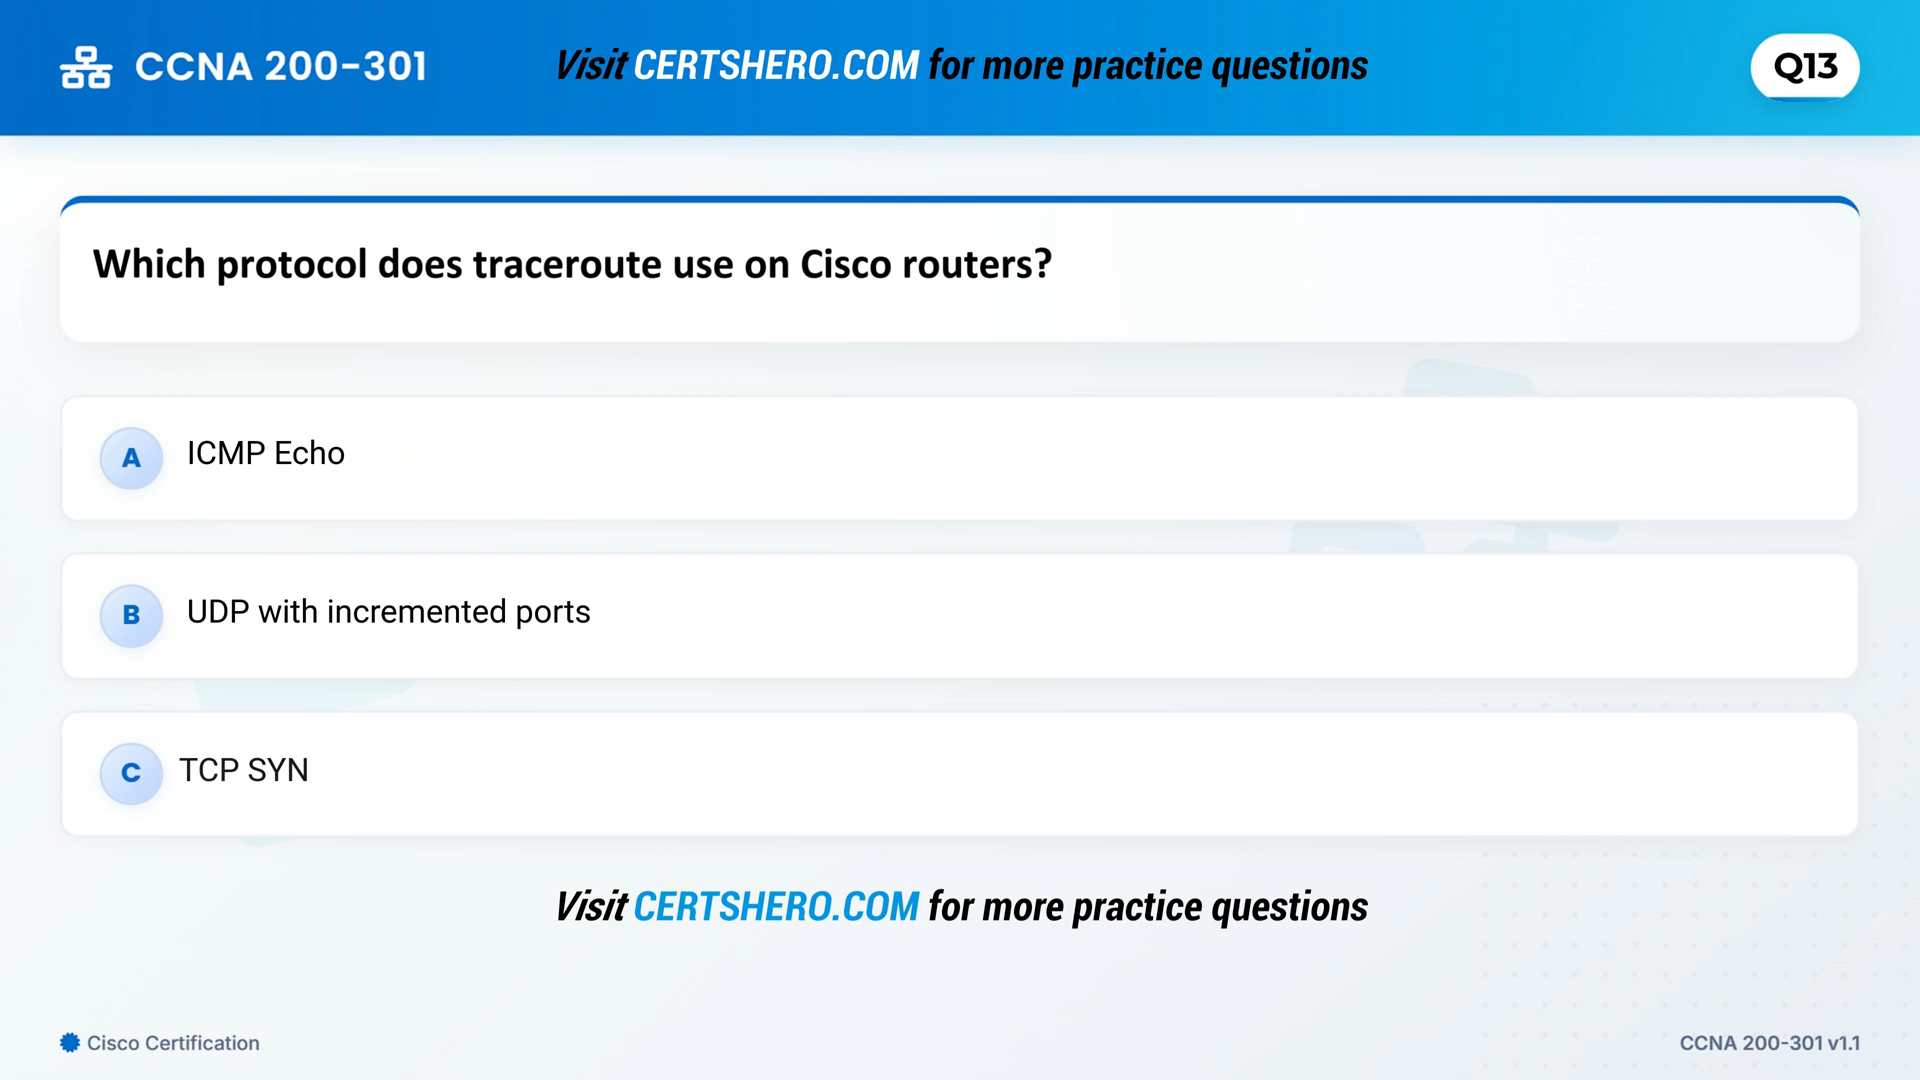 CCNA 200-301
Visit CERTSHERO.COM for more practice questions
Q13
Which protocol does traceroute use on Cisco routers?
A ICMP Echo
B UDP with incremented ports
C TCP SYN
Visit CERTSHERO.COM for more practice questions
Cisco Certification
CCNA 200-301 v1.1